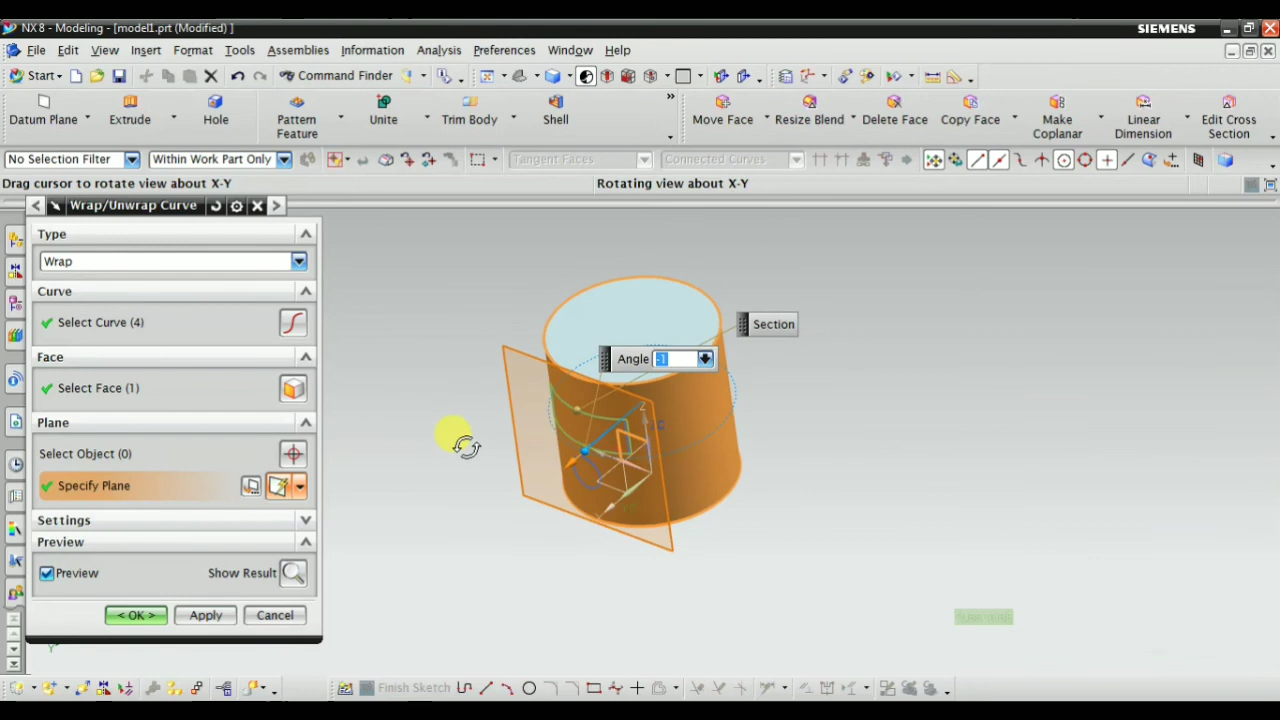 NX 8 - Modeling - [model1.prt (Modified) ]
SIEMENS
File Edit View Insert Format Tools Assemblies Information Analysis Preferences Window Help
Start Command Finder
Datum Plane Extrude Hole Pattern Feature Unite Trim Body Shell Move Face Resize Blend Delete Face Copy Face Make Coplanar Linear Dimension Edit Cross Section
No Selection Filter Within Work Part Only Tangent Faces Connected Curves
Drag cursor to rotate view about X-Y Rotating view about X-Y
Wrap/Unwrap Curve
Type
Wrap
Curve
Select Curve (4)
Face
Select Face (1)
Plane
Select Object (0)
Specify Plane
Settings
Preview
Preview Show Result
< OK > Apply Cancel
Section
Angle -1
Finish Sketch